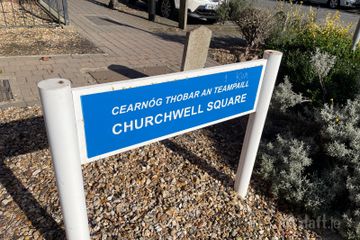 CEARNÓG THOBAR AN TEAMPAILL
CHURCHWELL SQUARE